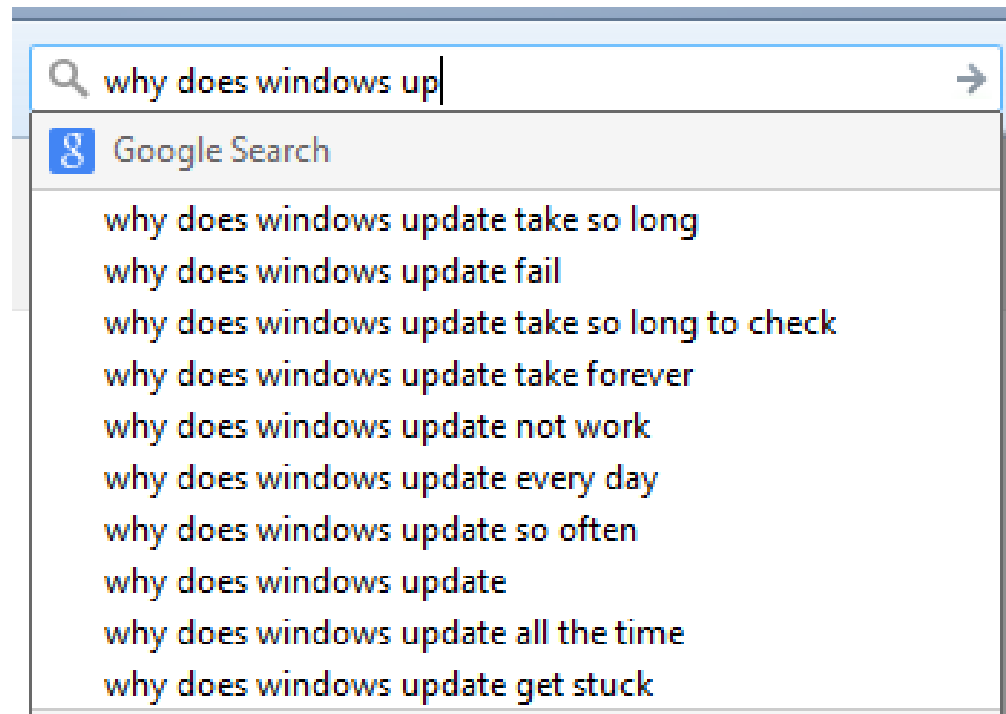 why does windows up
g Google Search
why does windows update take so long
why does windows update fail
why does windows update take so long to check
why does windows update take forever
why does windows update not work
why does windows update every day
why does windows update so often
why does windows update
why does windows update all the time
why does windows update get stuck